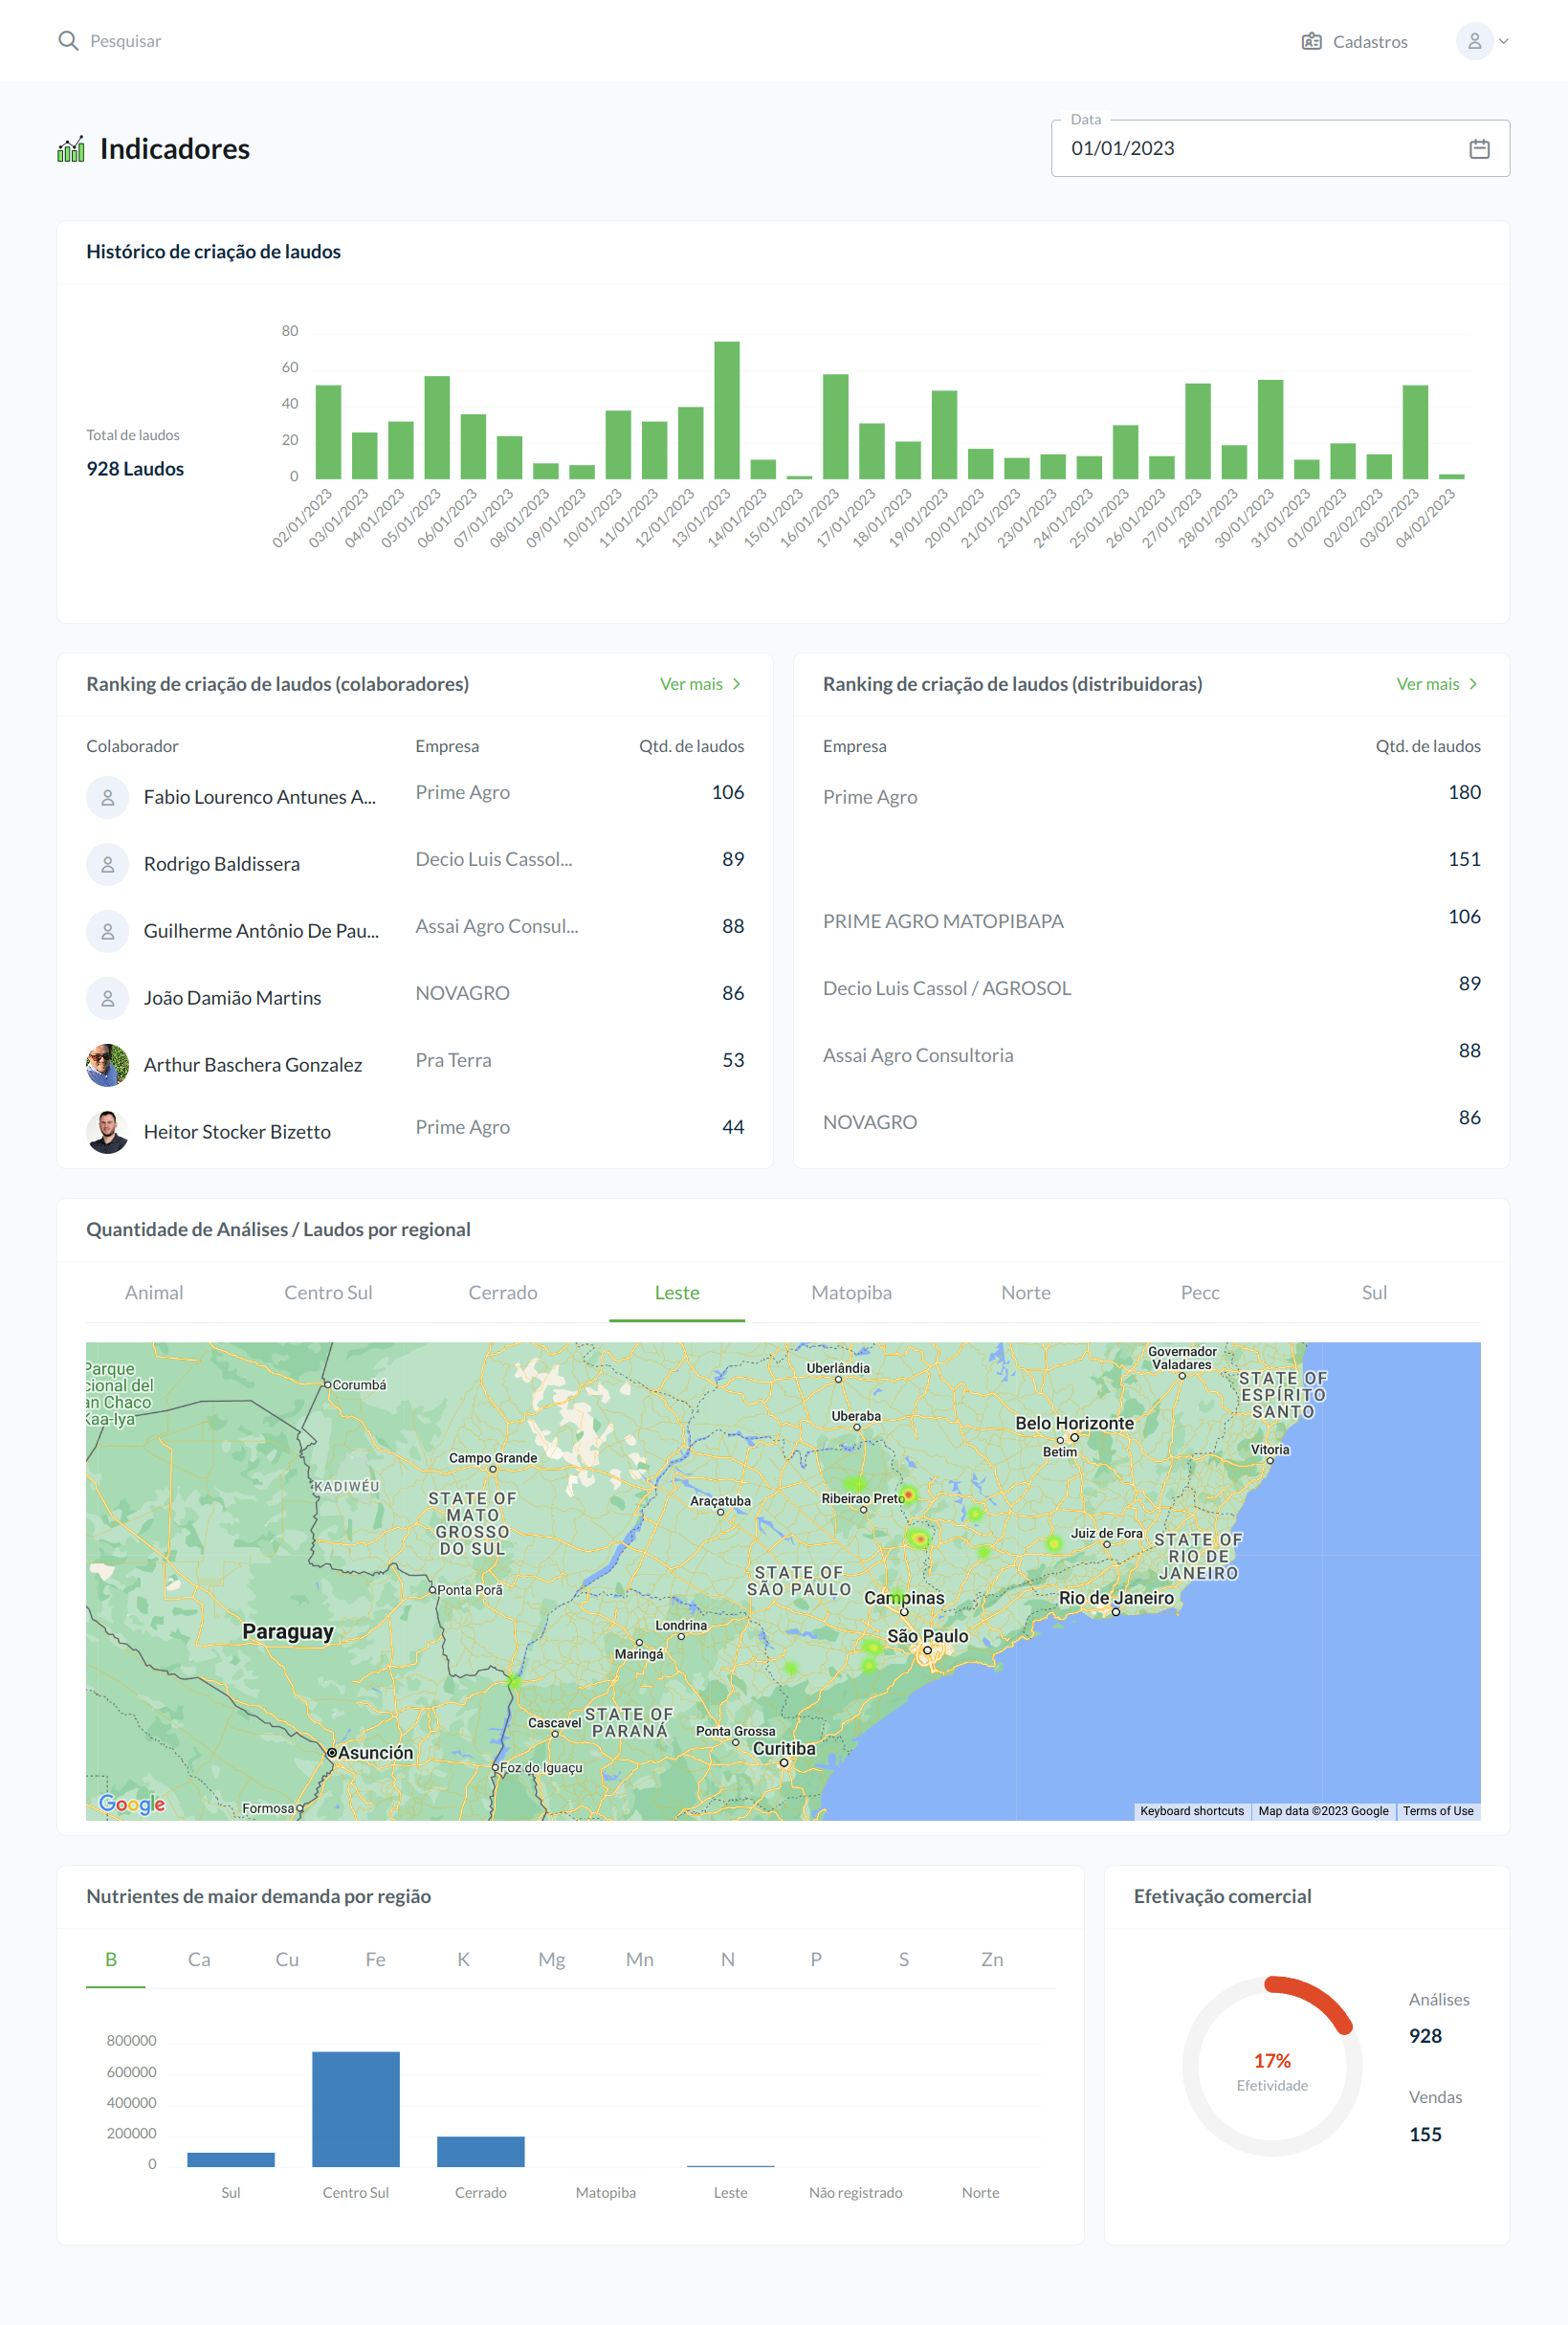 Pesquisar
Cadastros
Indicadores
Data
01/01/2023
Histórico de criação de laudos
Total de laudos
928 Laudos
80
60
40
20
0
02/01/2023
03/01/2023
04/01/2023
05/01/2023
06/01/2023
07/01/2023
08/01/2023
09/01/2023
10/01/2023
11/01/2023
12/01/2023
13/01/2023
14/01/2023
15/01/2023
16/01/2023
17/01/2023
18/01/2023
19/01/2023
20/01/2023
21/01/2023
23/01/2023
24/01/2023
25/01/2023
26/01/2023
27/01/2023
28/01/2023
30/01/2023
31/01/2023
01/02/2023
02/02/2023
03/02/2023
04/02/2023
Ranking de criação de laudos (colaboradores)
Ver mais
Colaborador Empresa Qtd. de laudos
Fabio Lourenco Antunes A... Prime Agro 106
Rodrigo Baldissera Decio Luis Cassol... 89
Guilherme Antônio De Pau... Assai Agro Consul... 88
João Damião Martins NOVAGRO 86
Arthur Baschera Gonzalez Pra Terra 53
Heitor Stocker Bizetto Prime Agro 44
Ranking de criação de laudos (distribuidoras)
Ver mais
Empresa Qtd. de laudos
Prime Agro 180
151
PRIME AGRO MATOPIBAPA 106
Decio Luis Cassol / AGROSOL 89
Assai Agro Consultoria 88
NOVAGRO 86
Quantidade de Análises / Laudos por regional
Animal Centro Sul Cerrado Leste Matopiba Norte Pecc Sul
Parque
cional del
an Chaco
Kaa-Iya
Corumbá
Uberlândia
Governador
Valadares
STATE OF
ESPÍRITO
SANTO
Uberaba
Belo Horizonte
Betim
Vitoria
Campo Grande
KADIWÉU
STATE OF
MATO
GROSSO
DO SUL
Araçatuba
Ribeirao Preto
Juiz de Fora
STATE OF
RIO DE
JANEIRO
STATE OF
SÃO PAULO
Ponta Porã
Campinas
Rio de Janeiro
Paraguay
Londrina
Maringá
São Paulo
Cascavel
STATE OF
PARANÁ
Ponta Grossa
Curitiba
Asunción
Foz do Iguaçu
Formosa
Google
Keyboard shortcuts
Map data ©2023 Google
Terms of Use
Nutrientes de maior demanda por região
B Ca Cu Fe K Mg Mn N P S Zn
800000
600000
400000
200000
0
Sul Centro Sul Cerrado Matopiba Leste Não registrado Norte
Efetivação comercial
17%
Efetividade
Análises
928
Vendas
155